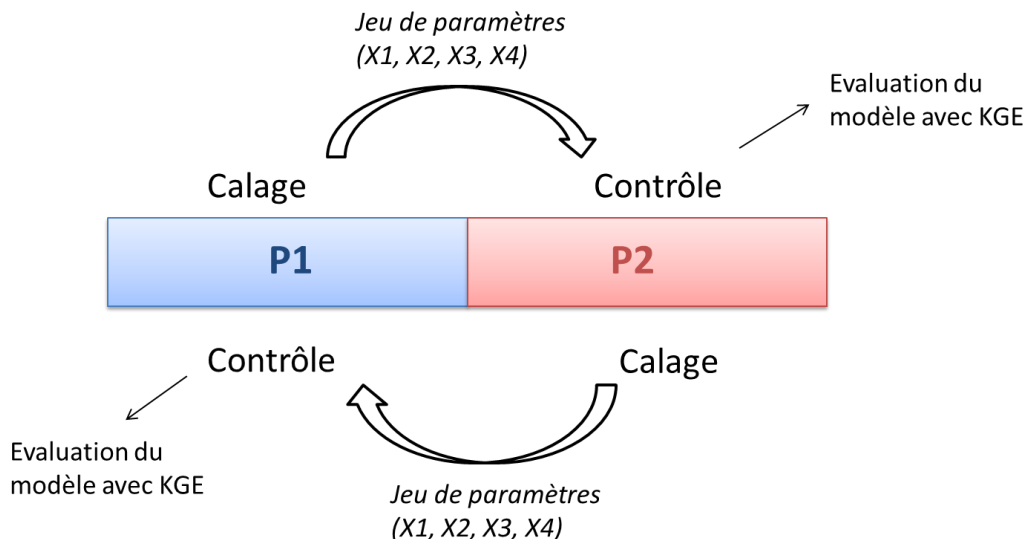 Jeu de paramètres
(X1, X2, X3, X4)
Evaluation du
modèle avec KGE
Calage
Contrôle
P1
P2
Contrôle
Calage
Evaluation du
modèle avec KGE
Jeu de paramètres
(X1, X2, X3, X4)